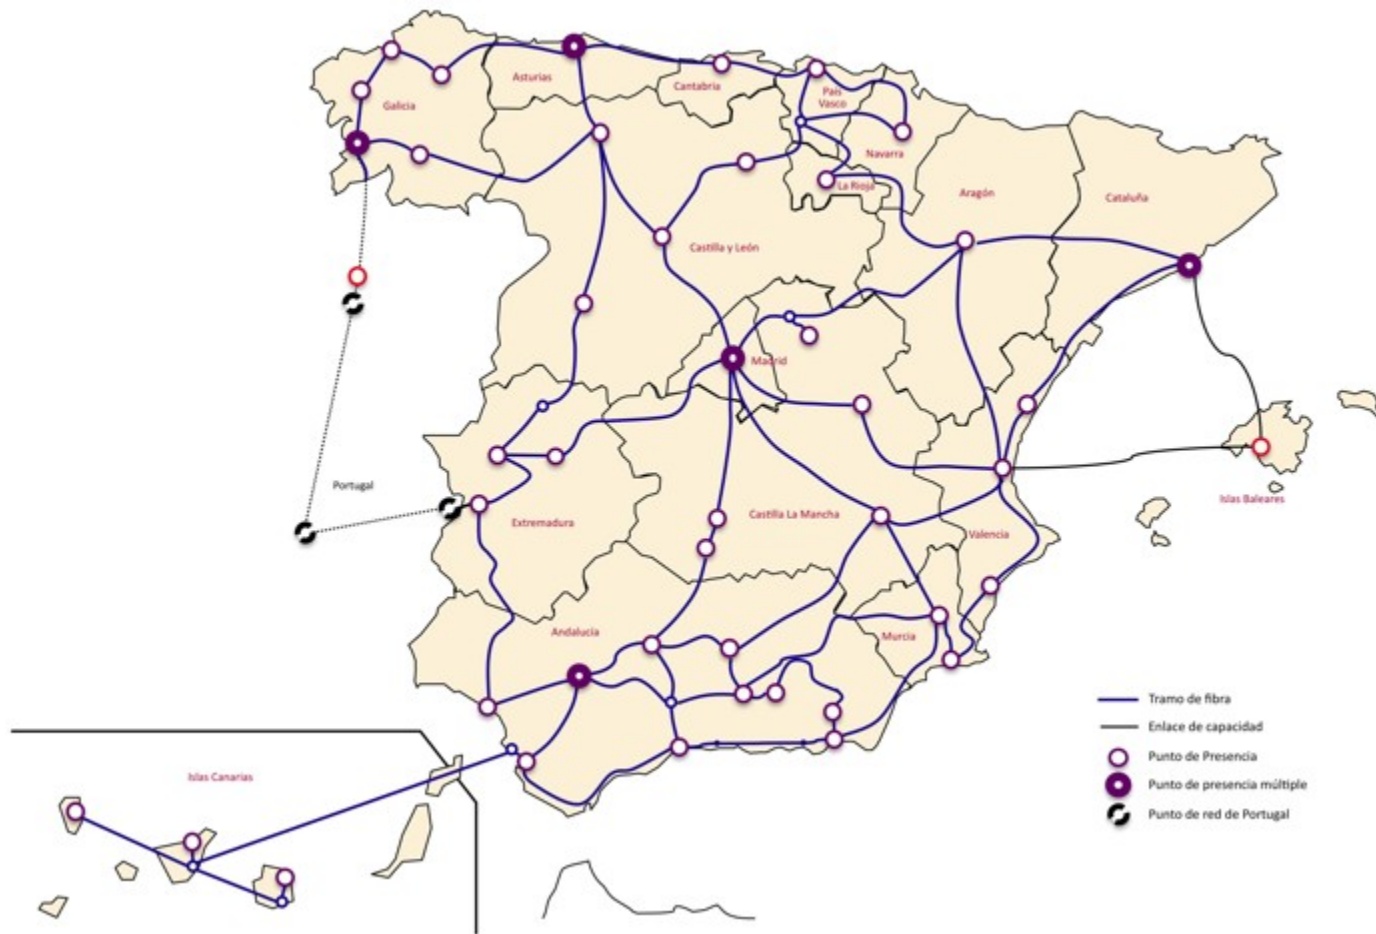 Asturias
Cantabria
País
Vasco
Galicia
Navarra
La Rioja
Aragón
Cataluña
Castilla y León
Madrid
Portugal
Islas Baleares
Extremadura
Castilla La Mancha
Valencia
Andalucía
Murcia
Islas Canarias
Tramo de fibra
Enlace de capacidad
Punto de Presencia
Punto de presencia múltiple
Punto de red de Portugal